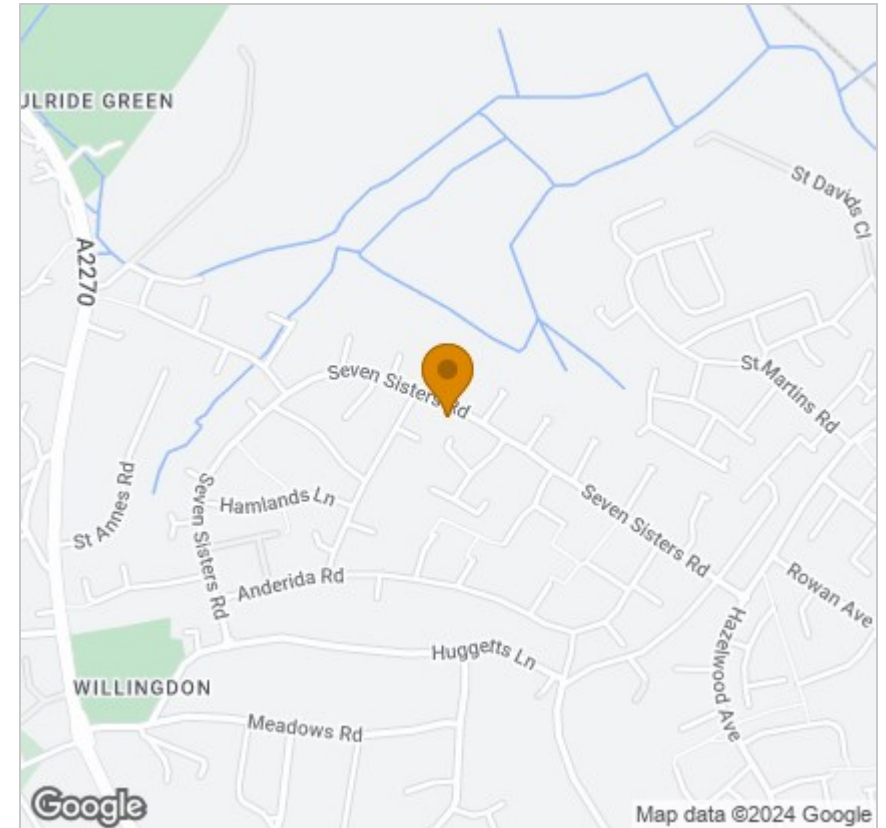 ULRIDE GREEN
A2270
St Davids Cl
Seven Sisters Rd
St Martins Rd
St Annes Rd
Seven Sisters Rd
Hamlands Ln
Seven Sisters Rd
Anderida Rd
Rowan Ave
Huggetts Ln
Hazelwood Ave
WILLINGDON
Meadows Rd
Google
Map data ©2024 Google